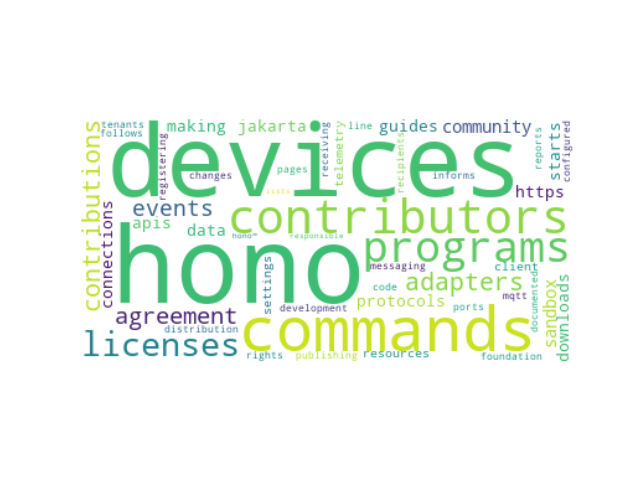 tenants
follows
making
jakarta
line
guides
community
reports
starts
configured
devices
contributions
registering
changes
pages
receiving
telemetry
recipients
informs
https
lists
connections
events
apis
data
contributors
hono™
responsible
hono
programs
messaging
client
settings
code
adapters
mqtt
protocols
ports
documented
sandbox
downloads
agreement
development
distribution
commands
licenses
rights
publishing
resources
foundation